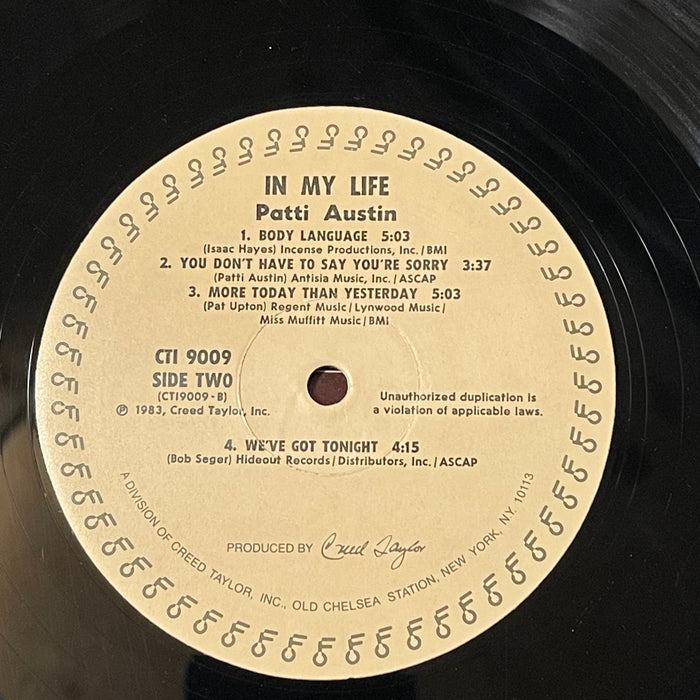 IN MY LIFE
Patti Austin
1. BODY LANGUAGE 5:03
(Isaac Hayes) Incense Productions, Inc./BMI
2. YOU DON'T HAVE TO SAY YOU'RE SORRY 3:37
(Patti Austin) Antisia Music, Inc./ASCAP
3. MORE TODAY THAN YESTERDAY 5:03
(Pat Upton) Regent Music/Lynwood Music/
Miss Muffitt Music/BMI
CTI 9009
SIDE TWO
(CTI9009-B)
℗ 1983, Creed Taylor, Inc.
Unauthorized duplication is
a violation of applicable laws.
4. WE'VE GOT TONIGHT 4:15
(Bob Seger) Hideout Records/Distributors, Inc./ASCAP
PRODUCED BY Creed Taylor
A DIVISION OF CREED TAYLOR, INC., OLD CHELSEA STATION, NEW YORK, N.Y. 10113